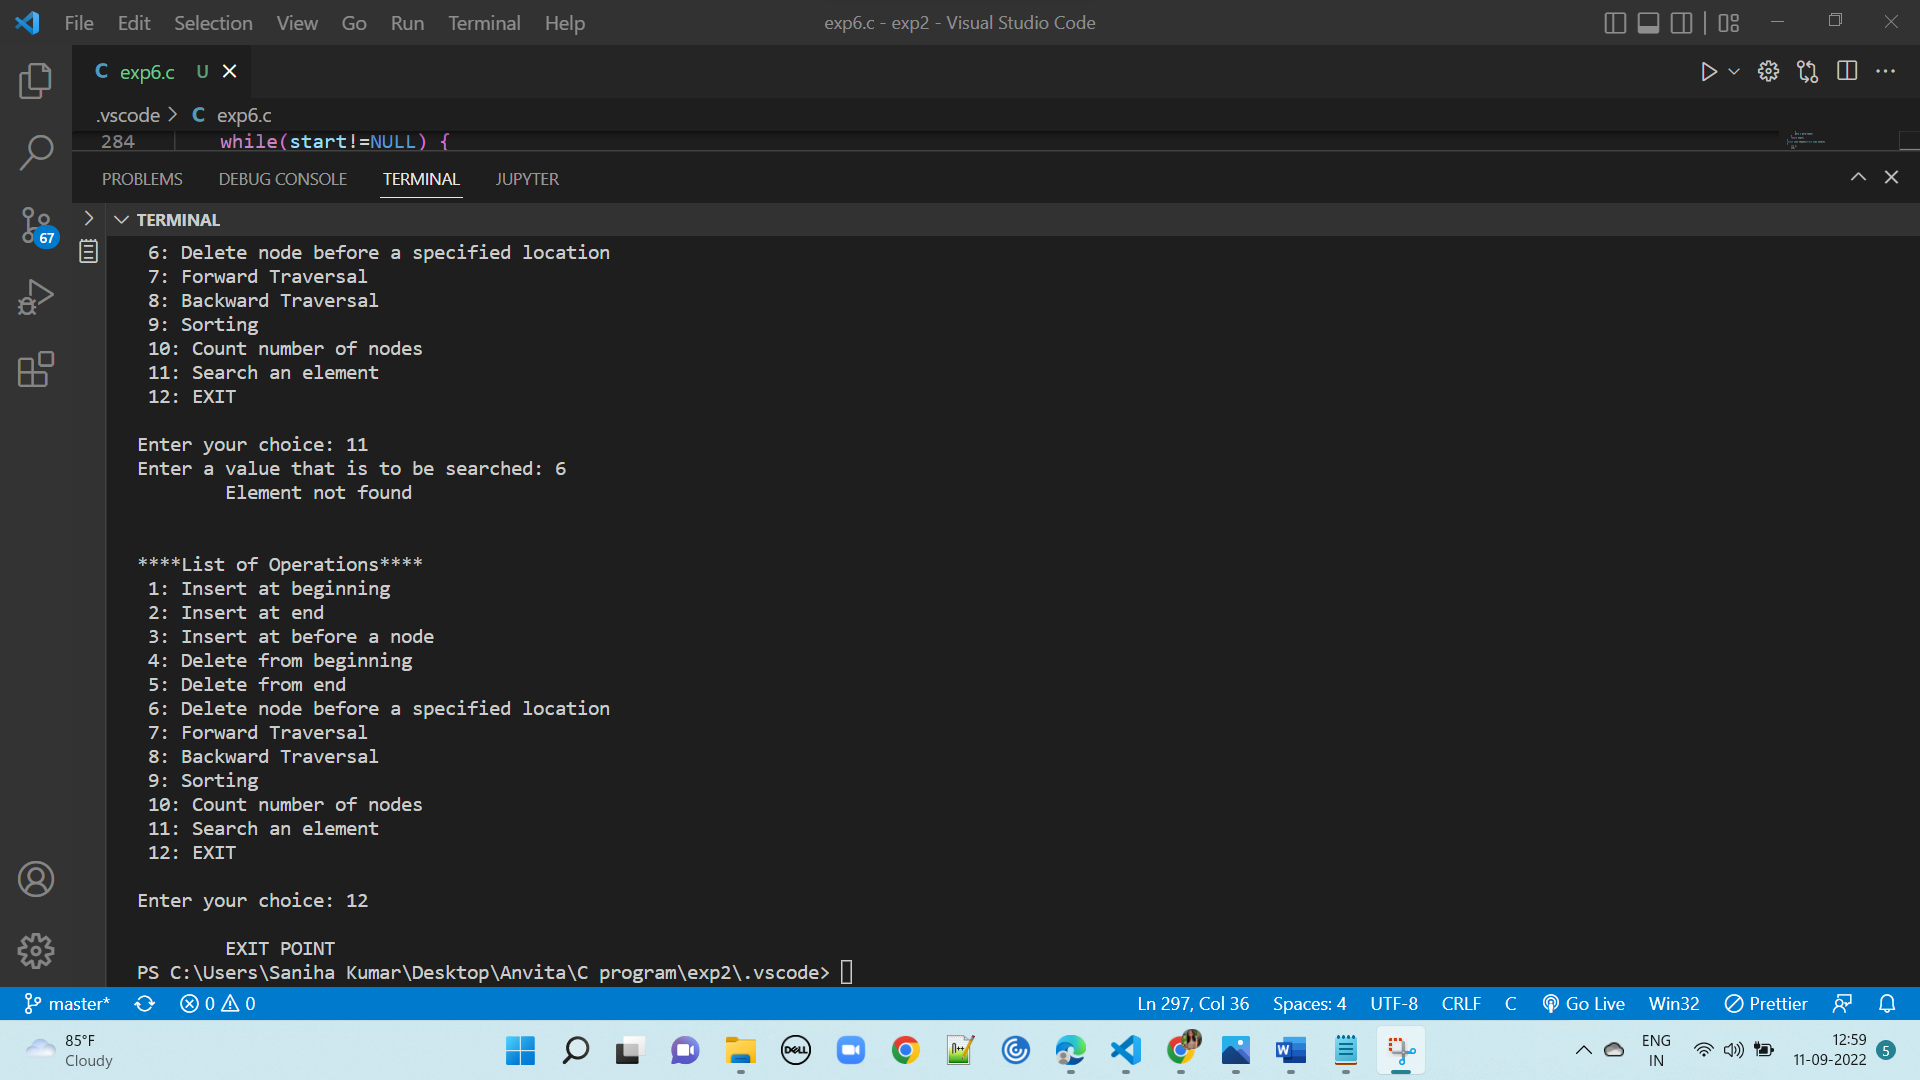 File Edit Selection View Go Run Terminal Help
exp6.c - exp2 - Visual Studio Code
C exp6.c U
.vscode > C exp6.c
284 while(start!=NULL) {
PROBLEMS DEBUG CONSOLE TERMINAL JUPYTER
TERMINAL
67
6: Delete node before a specified location
7: Forward Traversal
8: Backward Traversal
9: Sorting
10: Count number of nodes
11: Search an element
12: EXIT
Enter your choice: 11
Enter a value that is to be searched: 6
Element not found
****List of Operations****
1: Insert at beginning
2: Insert at end
3: Insert at before a node
4: Delete from beginning
5: Delete from end
6: Delete node before a specified location
7: Forward Traversal
8: Backward Traversal
9: Sorting
10: Count number of nodes
11: Search an element
12: EXIT
Enter your choice: 12
EXIT POINT
PS C:\Users\Saniha Kumar\Desktop\Anvita\C program\exp2\.vscode>
master* 0 0 Ln 297, Col 36 Spaces: 4 UTF-8 CRLF C Go Live Win32 Prettier
85°F
Cloudy
DELL
ENG
IN
12:59
11-09-2022
5